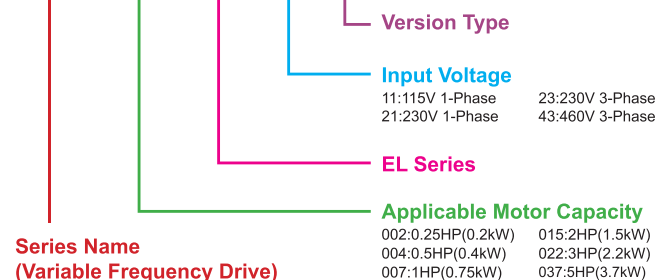 Version Type
Input Voltage
11:115V 1-Phase 23:230V 3-Phase
21:230V 1-Phase 43:460V 3-Phase
EL Series
Applicable Motor Capacity
002:0.25HP(0.2kW) 015:2HP(1.5kW)
004:0.5HP(0.4kW) 022:3HP(2.2kW)
007:1HP(0.75kW) 037:5HP(3.7kW)
Series Name
(Variable Frequency Drive)